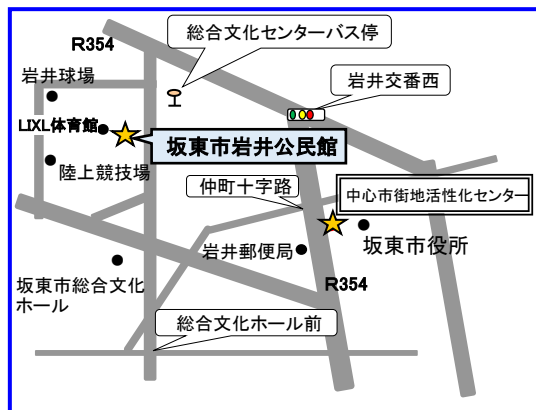 R354
総合文化センターバス停
岩井球場
岩井交番西
LIXL体育館
坂東市岩井公民館
陸上競技場
仲町十字路
中心市街地活性化センター
岩井郵便局
坂東市役所
坂東市総合文化
ホール
R354
総合文化ホール前